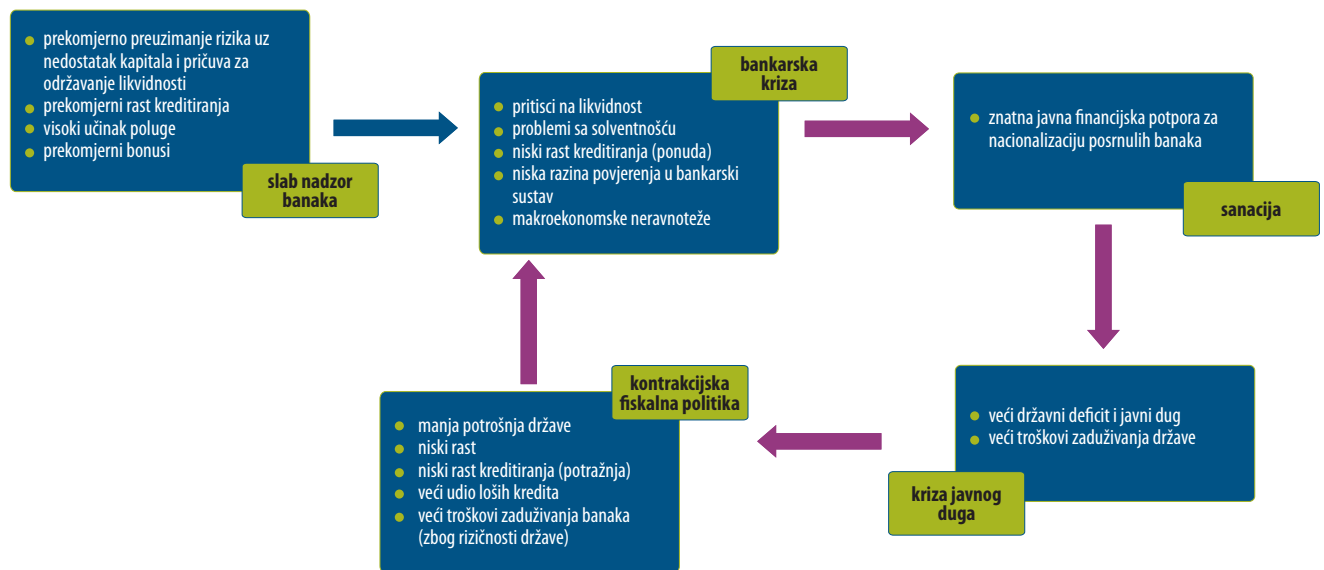 prekomjerno preuzimanje rizika uz
nedostatak kapitala i pričuva za
održavanje likvidnosti
prekomjerni rast kreditiranja
visoki učinak poluge
prekomjerni bonusi
slab nadzor
banaka
bankarska
kriza
pritisci na likvidnost
problemi sa solventnošću
niski rast kreditiranja (ponuda)
niska razina povjerenja u bankarski
sustav
makroekonomske neravnoteže
znatna javna financijska potpora za
nacionalizaciju posrnulih banaka
sanacija
veći državni deficit i javni dug
veći troškovi zaduživanja države
kriza javnog
duga
kontrakcijska
fiskalna politika
manja potrošnja države
niski rast
niski rast kreditiranja (potražnja)
veći udio loših kredita
veći troškovi zaduživanja banaka
(zbog rizičnosti države)